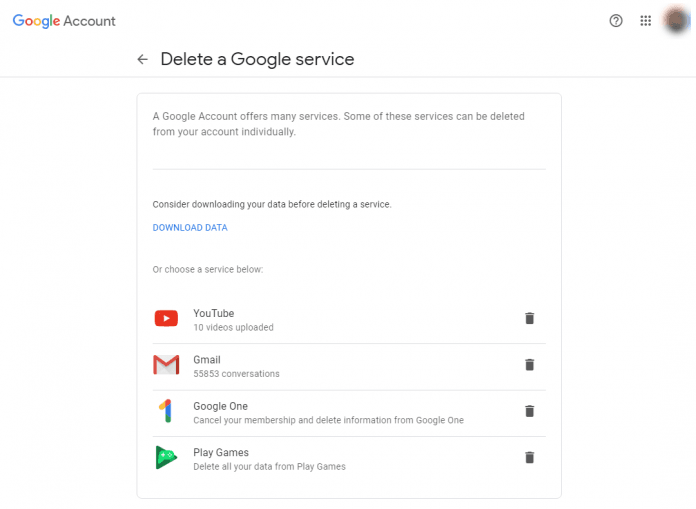 Google Account
Delete a Google service
A Google Account offers many services. Some of these services can be deleted
from your account individually.
Consider downloading your data before deleting a service.
DOWNLOAD DATA
Or choose a service below:
YouTube
10 videos uploaded
Gmail
55853 conversations
Google One
Cancel your membership and delete information from Google One
Play Games
Delete all your data from Play Games